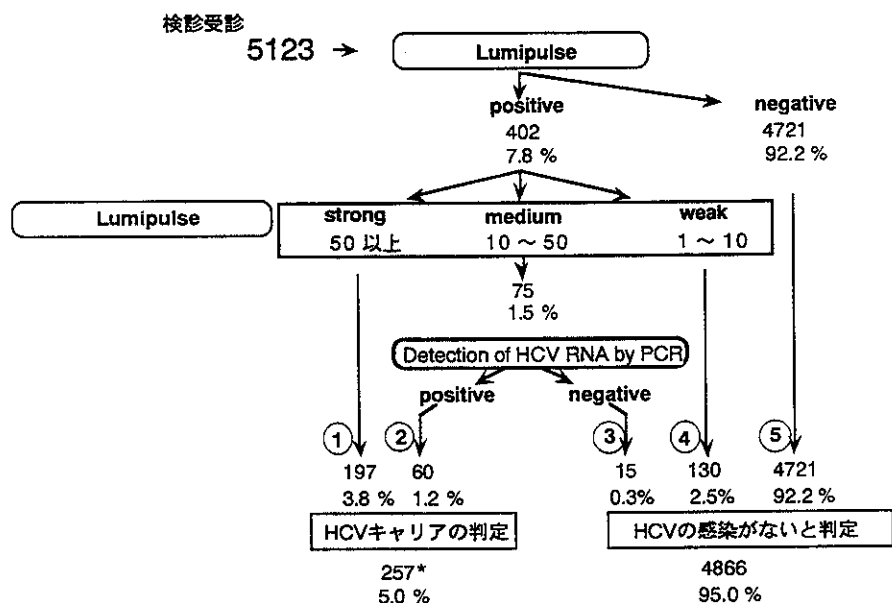 検診受診
5123 → Lumipulse
positive negative
402 4721
7.8 % 92.2 %
Lumipulse
strong medium weak
50 以上 10 ～ 50 1 ～ 10
75
1.5 %
Detection of HCV RNA by PCR
positive negative
① ② ③ ④ ⑤
197 60 15 130 4721
3.8 % 1.2 % 0.3% 2.5% 92.2 %
HCVキャリアの判定 HCVの感染がないと判定
257* 4866
5.0 % 95.0 %